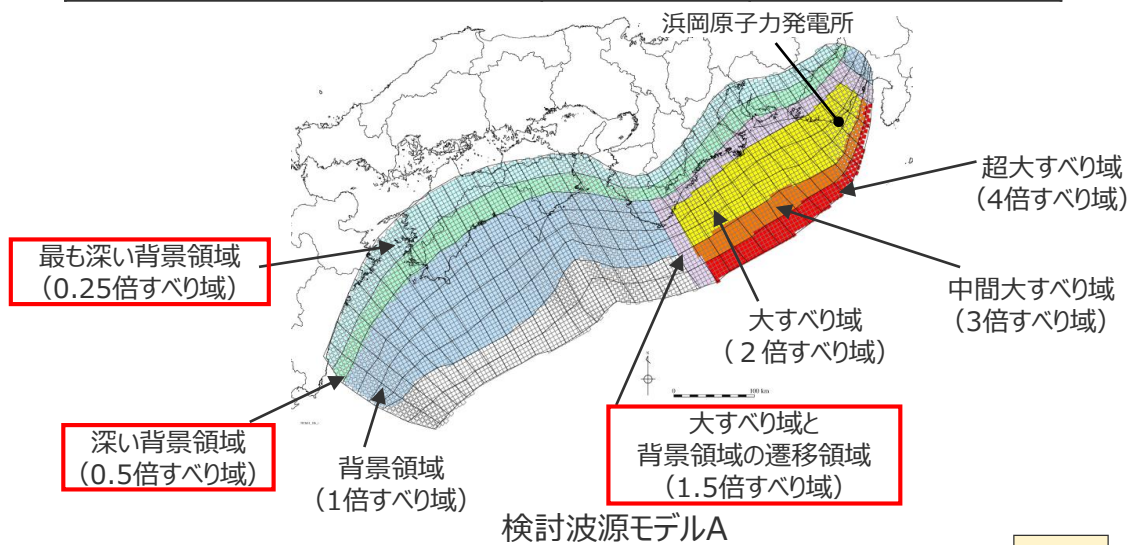 浜岡原子力発電所
超大すべり域
（4倍すべり域）
最も深い背景領域
（0.25倍すべり域）
中間大すべり域
（3倍すべり域）
大すべり域
（２倍すべり域）
0 100 km
深い背景領域
（0.5倍すべり域）
背景領域
（1倍すべり域）
大すべり域と
背景領域の遷移領域
（1.5倍すべり域）
検討波源モデルA